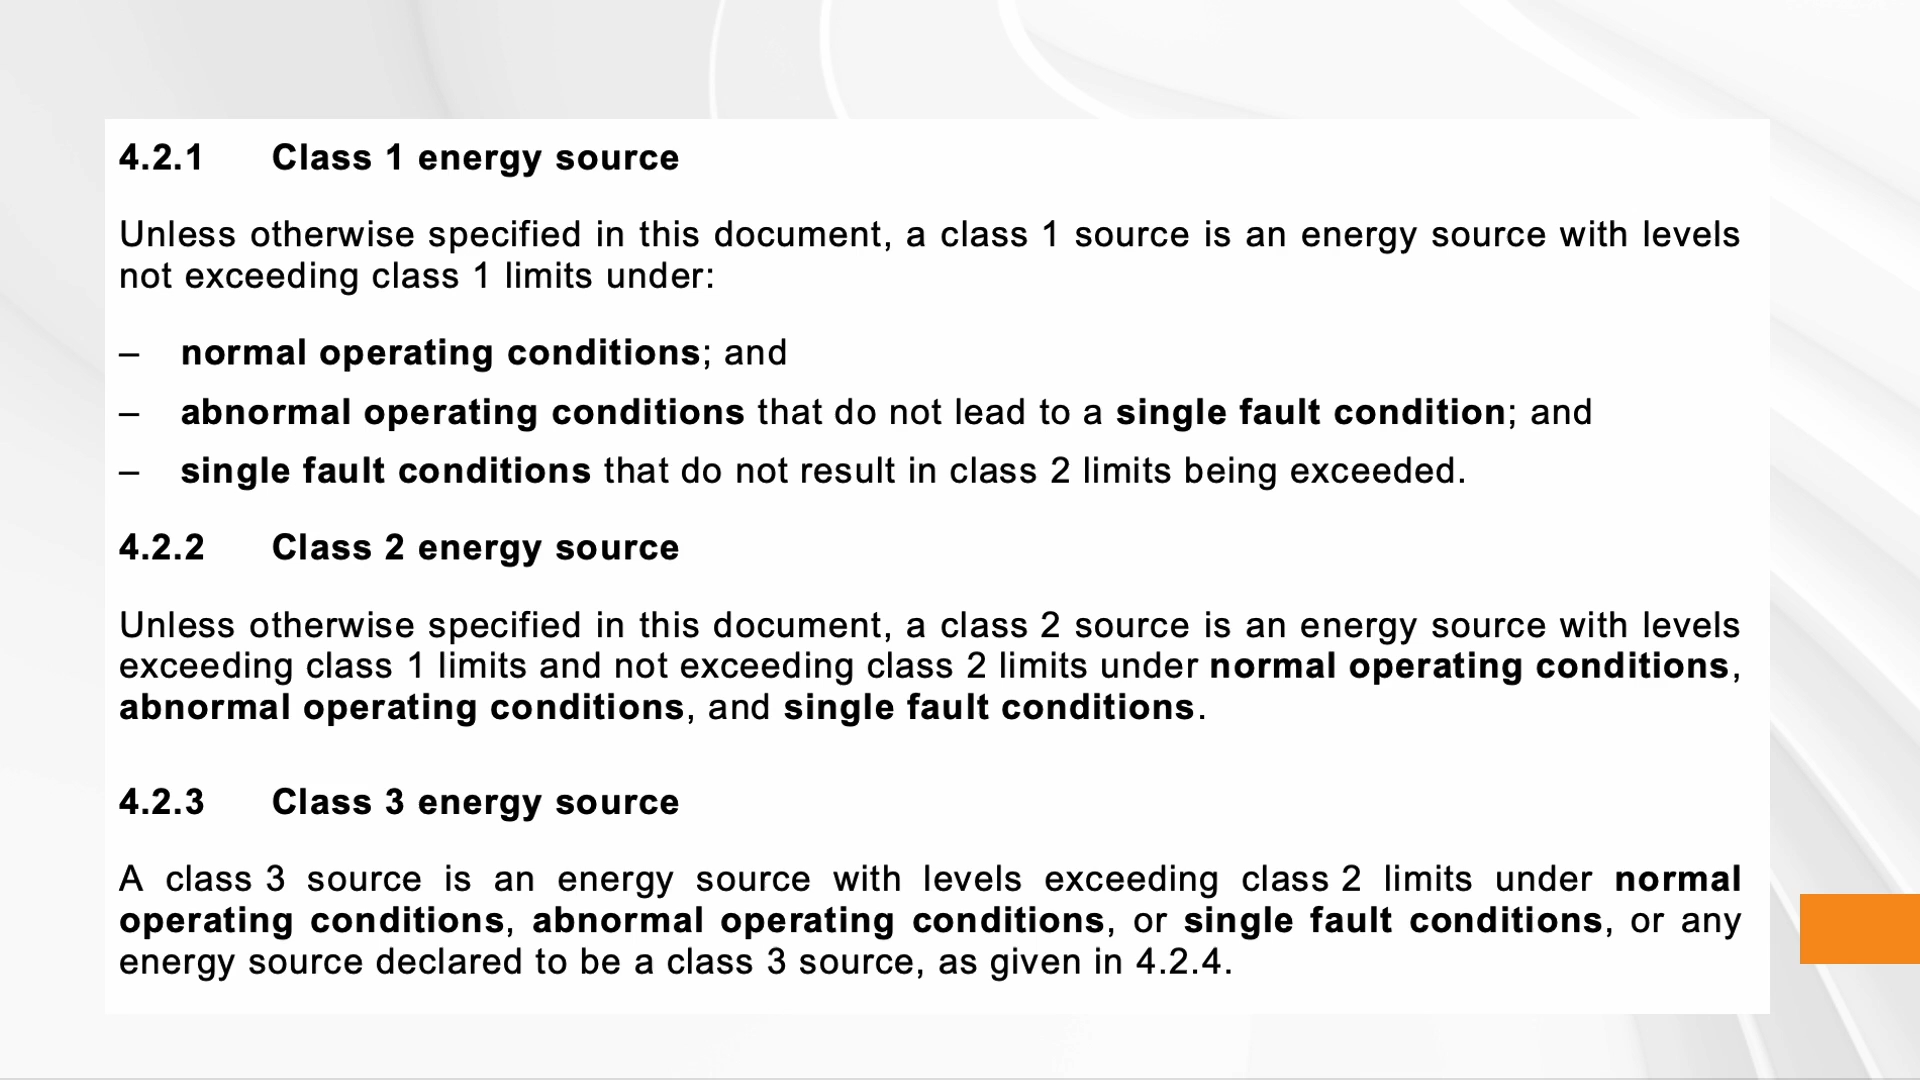 4.2.1 Class 1 energy source
Unless otherwise specified in this document, a class 1 source is an energy source with levels
not exceeding class 1 limits under:
– normal operating conditions; and
– abnormal operating conditions that do not lead to a single fault condition; and
– single fault conditions that do not result in class 2 limits being exceeded.
4.2.2 Class 2 energy source
Unless otherwise specified in this document, a class 2 source is an energy source with levels
exceeding class 1 limits and not exceeding class 2 limits under normal operating conditions,
abnormal operating conditions, and single fault conditions.
4.2.3 Class 3 energy source
A class 3 source is an energy source with levels exceeding class 2 limits under normal
operating conditions, abnormal operating conditions, or single fault conditions, or any
energy source declared to be a class 3 source, as given in 4.2.4.